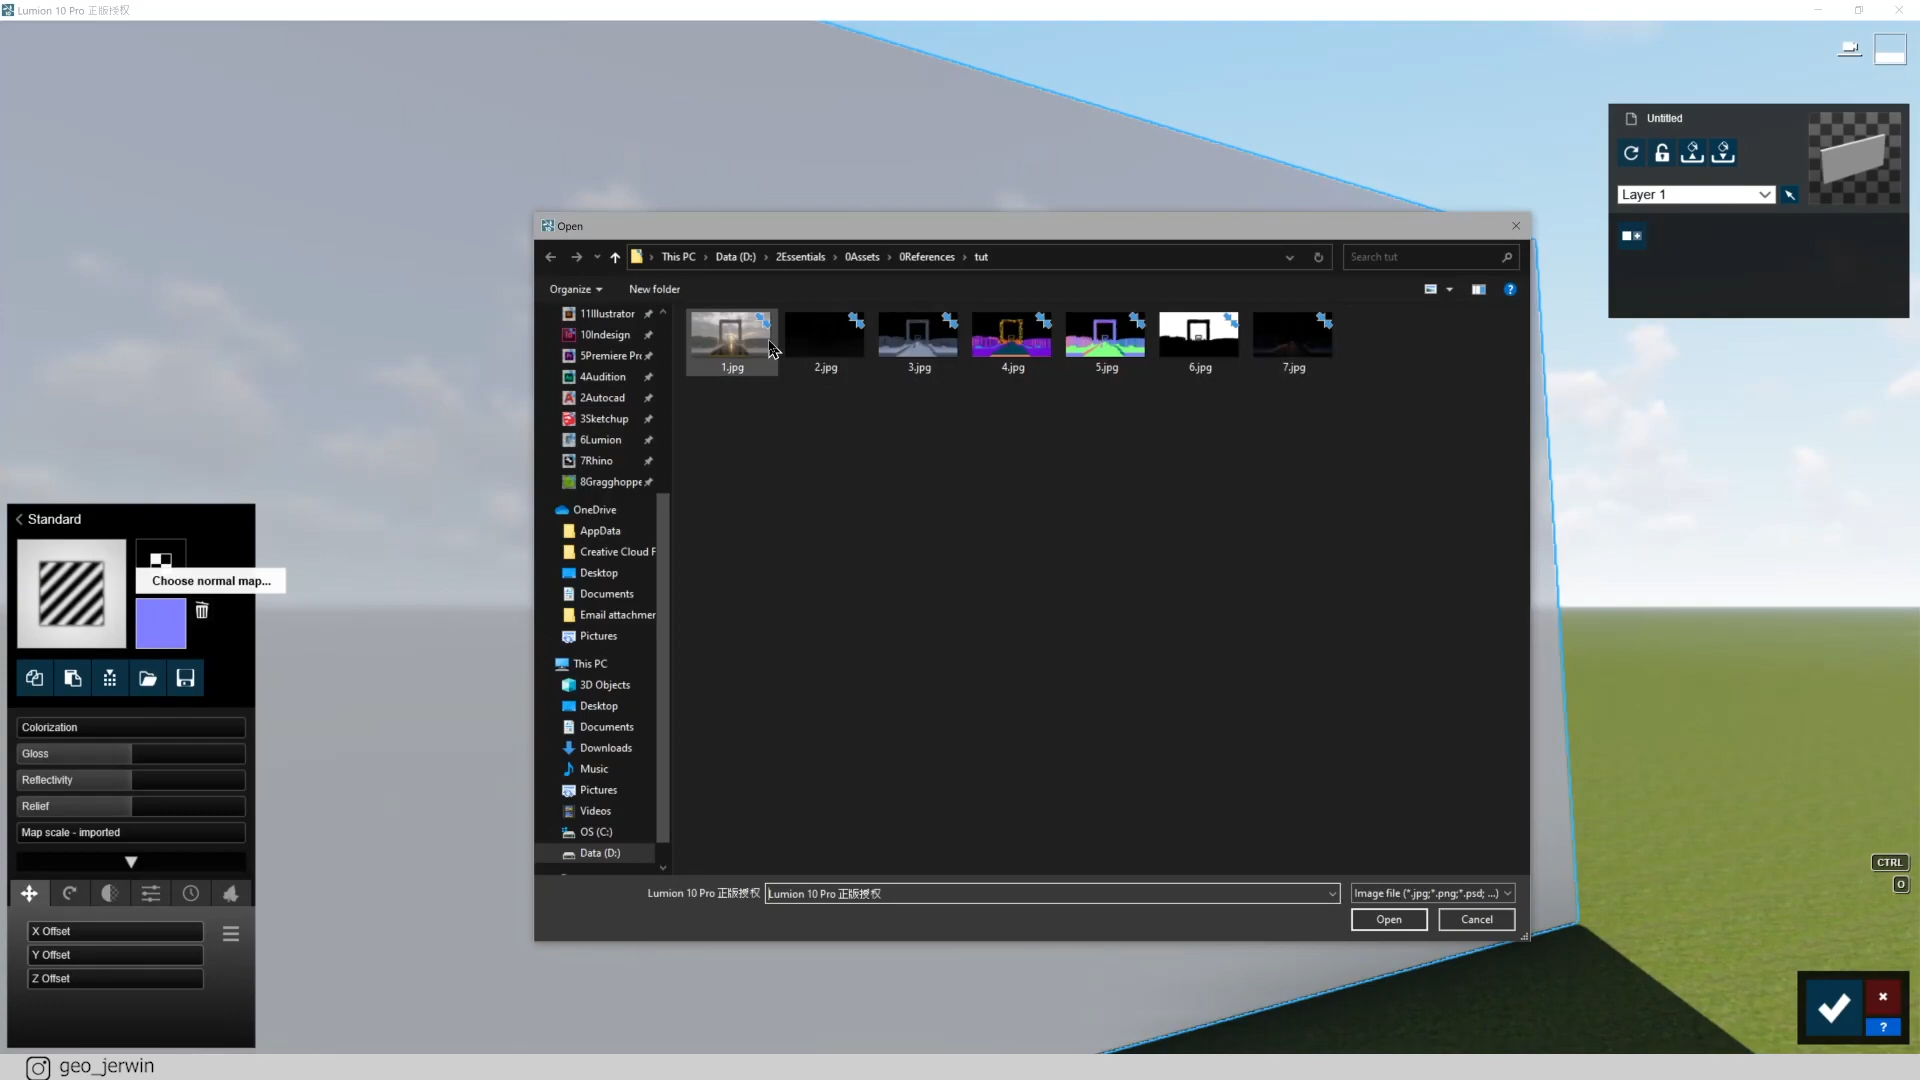 Lumion 10 Pro 正版授权
Untitled
Layer 1
Open
This PC
Data (D:)
2Essentials
0Assets
0References
tut
Search tut
Organize
New folder
11Illustrator
10Indesign
5Premiere Pro
4Audition
2Autocad
3Sketchup
6Lumion
7Rhino
8Gragghoppe
OneDrive
AppData
Creative Cloud F
Desktop
Documents
Email attachmen
Pictures
This PC
3D Objects
Desktop
Documents
Downloads
Music
Pictures
Videos
OS (C:)
Data (D:)
1.jpg
2.jpg
3.jpg
4.jpg
5.jpg
6.jpg
7.jpg
Lumion 10 Pro 正版授权
Lumion 10 Pro 正版授权
Image file (*.jpg;*.png;*.psd; ...)
Open
Cancel
Standard
Choose normal map...
Colorization
Gloss
Reflectivity
Relief
Map scale - imported
X Offset
Y Offset
Z Offset
CTRL
O
?
geo_jerwin